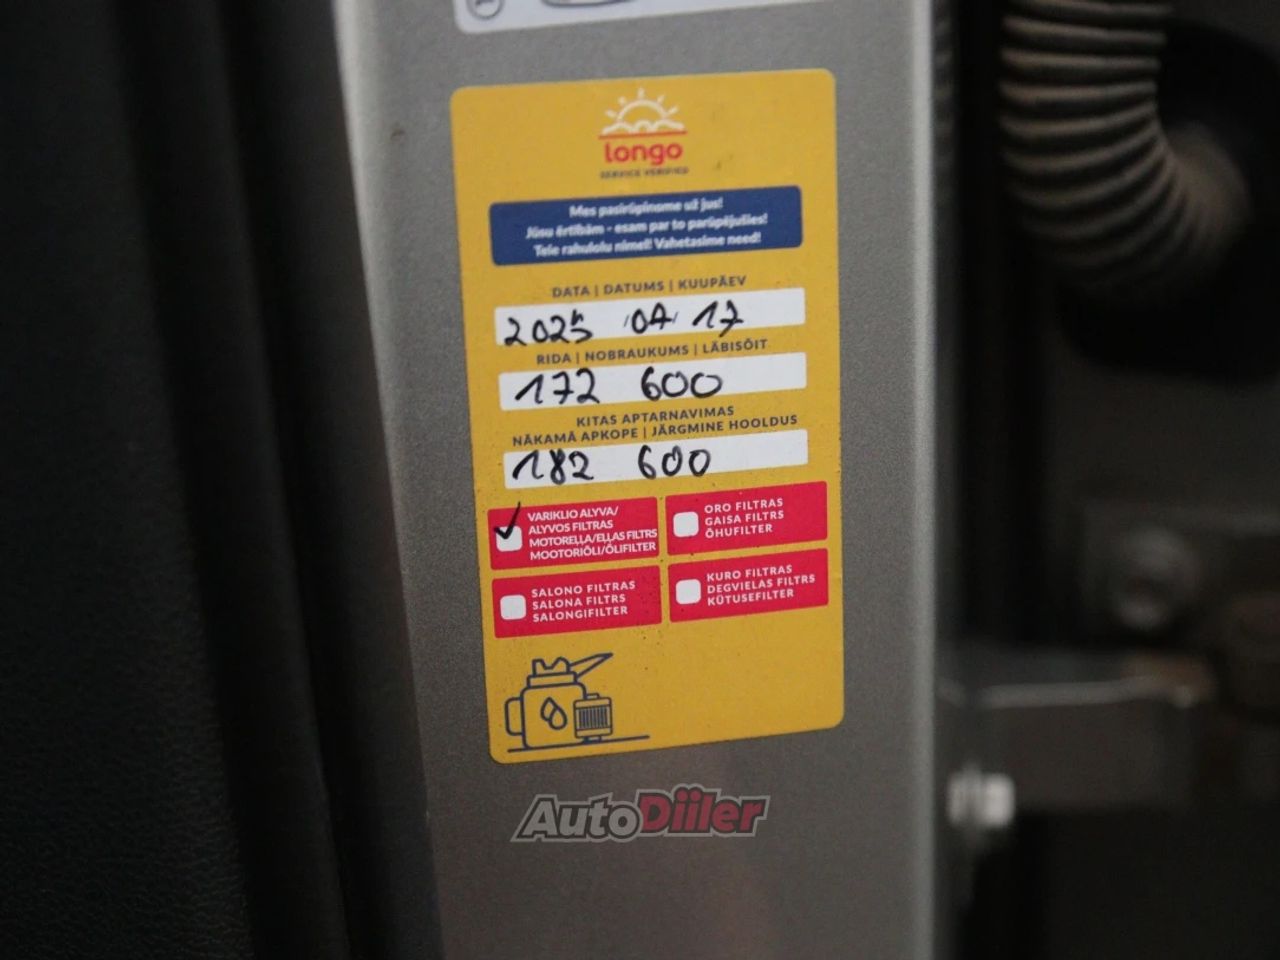 longo
SERVICE VERIFIED
Mes pasirūpinome už jus!
Jūsu ērtībām - esam par to parūpējušies!
Teie rahulolu nimel! Vahetasime need!
DATA | DATUMS | KUUPÄEV
2025 04 17
RIDA | NOBRAUKUMS | LÄBISÕIT
172 600
KITAS APTARNAVIMAS
NĀKAMĀ APKOPE | JÄRGMINE HOOLDUS
182 600
VARIKLIO ALYVA/
ALYVOS FILTRAS
MOTOREĻĻA/EĻĻAS FILTRS
MOOTORIÕLI/ÕLIFILTER
ORO FILTRAS
GAISA FILTRS
ÕHUFILTER
SALONO FILTRAS
SALONA FILTRS
SALONGIFILTER
KURO FILTRAS
DEGVIELAS FILTRS
KÜTUSEFILTER
AutoDiiler